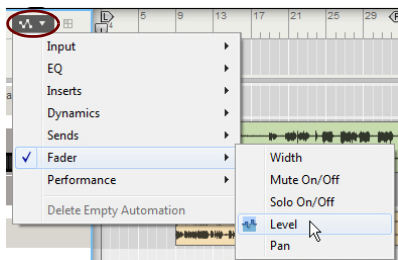 L 5 9 13 17 21 25 29
4
Input
EQ
Inserts
Dynamics
Sends
Fader
Performance
Delete Empty Automation
Width
Mute On/Off
Solo On/Off
Level
Pan